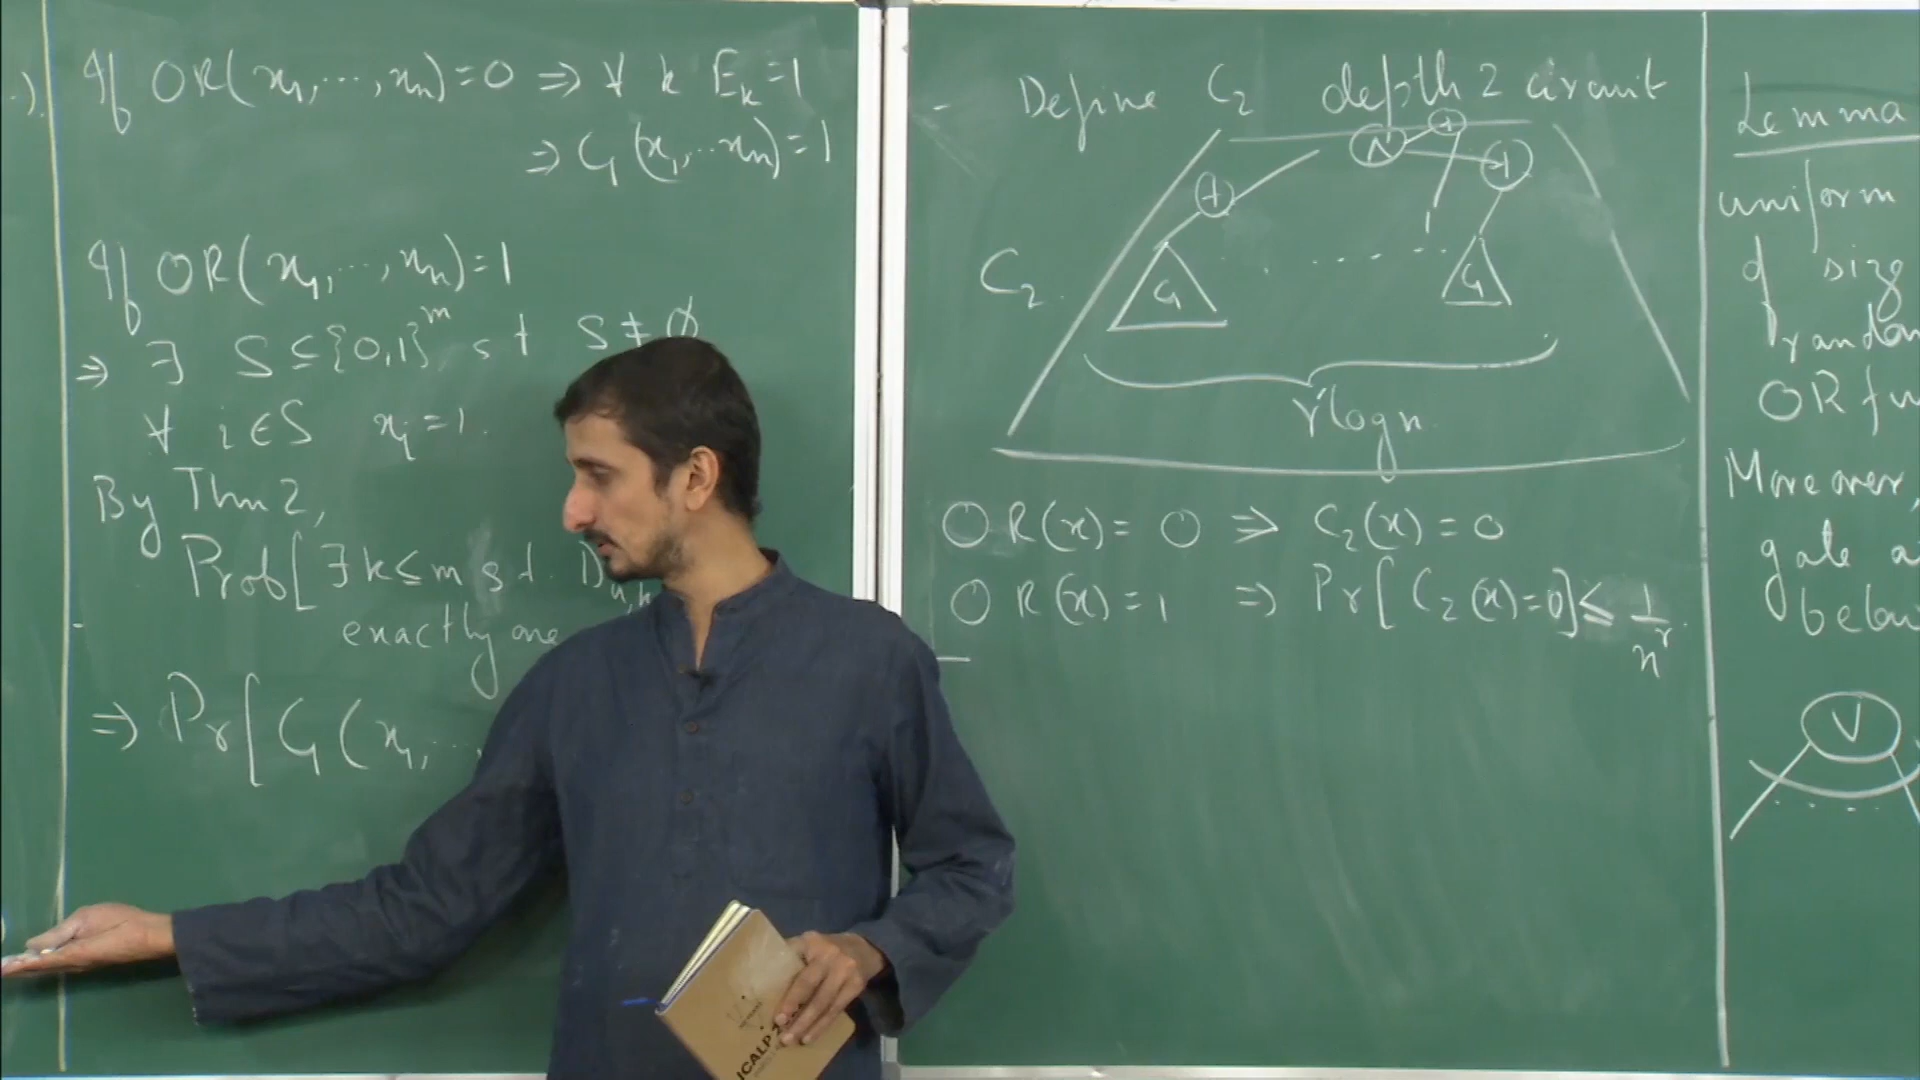 If OR(x₁,...,xₙ)=0 ⇒ ∀ k Eₖ=1
⇒ C₁(x₁,...xₙ)=1
If OR(x₁,...,xₙ)=1
⇒ ∃ S⊆{0,1}ᵐ s t S≠∅
∀ i∈S xᵢ=1.
By Thm 2,
Prob[∃k≤m s t.
exactly one
⇒ Pr[C₁(x₁,...
Define C₂ depth 2 circuit
∧ +
+ +
C₂.
C₁ . . . . . . C₁
r logn
OR(x)=0 ⇒ C₂(x)=0
OR(x)=1 ⇒ Pr[C₂(x)=0]≤ 1/nʳ.
Lemma
uniform
of size
random
OR fu
Moreover,
gate a
below
V
ICALP